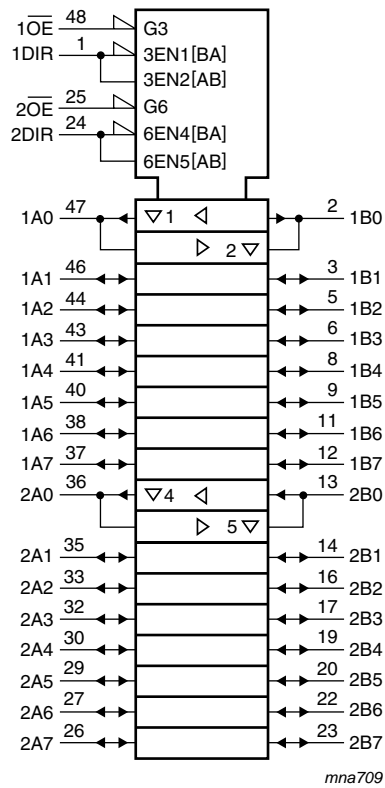 1OE 48 G3
1DIR 1 3EN1[BA]
3EN2[AB]
2OE 25 G6
2DIR 24 6EN4[BA]
6EN5[AB]
1A0 47 ▽1 ◁ 2 1B0
▷ 2▽
1A1 46 3 1B1
1A2 44 5 1B2
1A3 43 6 1B3
1A4 41 8 1B4
1A5 40 9 1B5
1A6 38 11 1B6
1A7 37 12 1B7
2A0 36 ▽4 ◁ 13 2B0
▷ 5▽
2A1 35 14 2B1
2A2 33 16 2B2
2A3 32 17 2B3
2A4 30 19 2B4
2A5 29 20 2B5
2A6 27 22 2B6
2A7 26 23 2B7
mna709